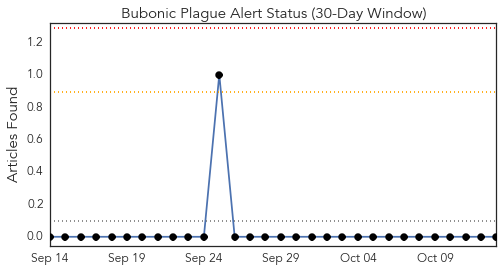 Bubonic Plague Alert Status (30-Day Window)
Articles Found
1.2
1.0
0.8
0.6
0.4
0.2
0.0
Sep 14 Sep 19 Sep 24 Sep 29 Oct 04 Oct 09